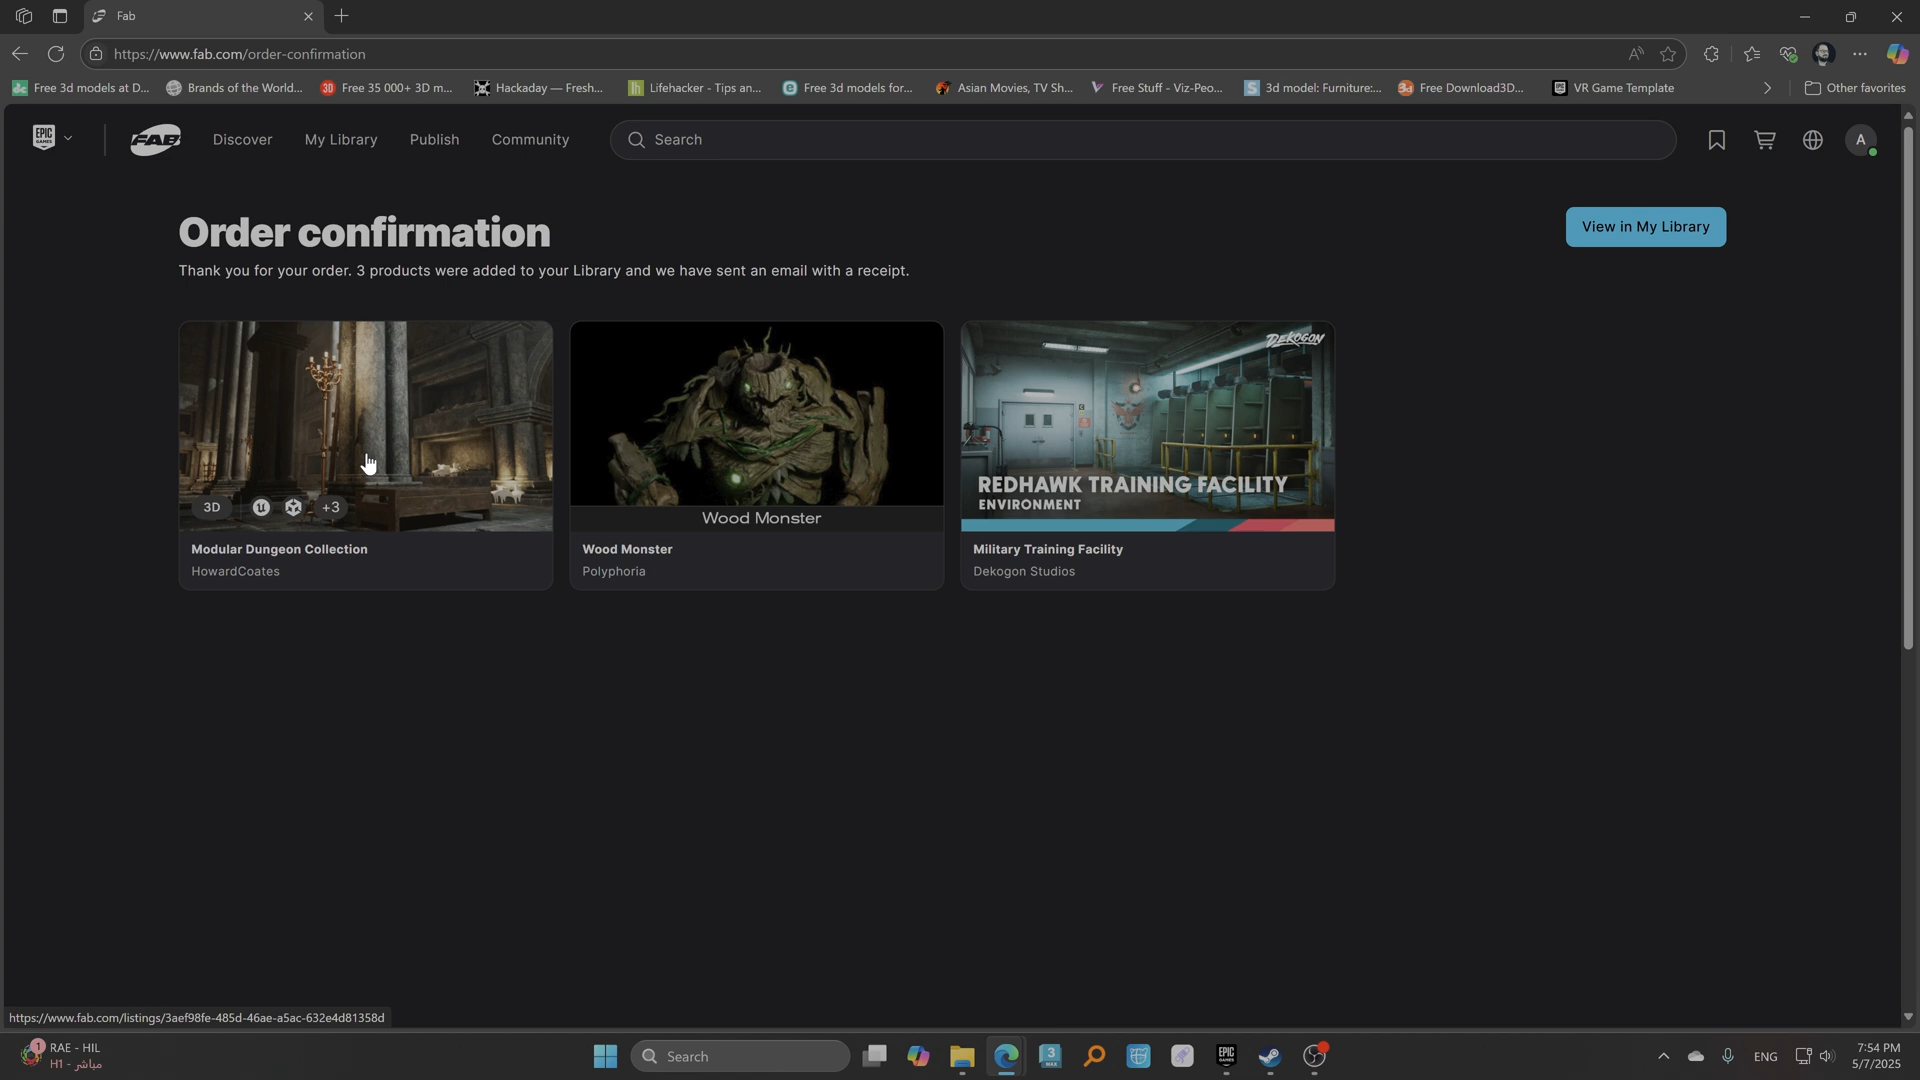 Fab
https://www.fab.com/order-confirmation
Free 3d models at D...
Brands of the World...
Free 35 000+ 3D m...
Hackaday — Fresh...
Lifehacker - Tips an...
Free 3d models for...
Asian Movies, TV Sh...
Free Stuff - Viz-Peo...
3d model: Furniture:...
Free Download3D...
VR Game Template
Other favorites
EPIC GAMES
FAB
Discover
My Library
Publish
Community
Search
A
Order confirmation
View in My Library
Thank you for your order. 3 products were added to your Library and we have sent an email with a receipt.
3D
+3
Modular Dungeon Collection
HowardCoates
Wood Monster
Wood Monster
Polyphoria
DEKOGON
REDHAWK TRAINING FACILITY
ENVIRONMENT
Military Training Facility
Dekogon Studios
https://www.fab.com/listings/3aef98fe-485d-46ae-a5ac-632e4d81358d
1
RAE - HIL
H1 - مباشر
Search
ENG
7:54 PM
5/7/2025